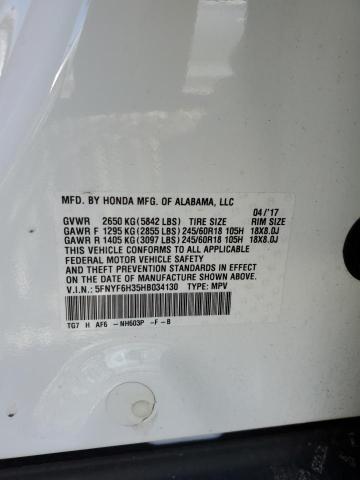 MFD. BY HONDA MFG. OF ALABAMA, LLC
04/'17
GVWR 2650 KG (5842 LBS) TIRE SIZE RIM SIZE
GAWR F 1295 KG (2855 LBS) 245/60R18 105H 18X8.0J
GAWR R 1405 KG (3097 LBS) 245/60R18 105H 18X8.0J
THIS VEHICLE CONFORMS TO ALL APPLICABLE
FEDERAL MOTOR VEHICLE SAFETY
AND THEFT PREVENTION STANDARDS IN EFFECT
ON THE DATE OF MANUFACTURE SHOWN ABOVE.
V.I.N.: 5FNYF6H35HB034130 TYPE: MPV
TG7 H AF6 -NH603P -F-B